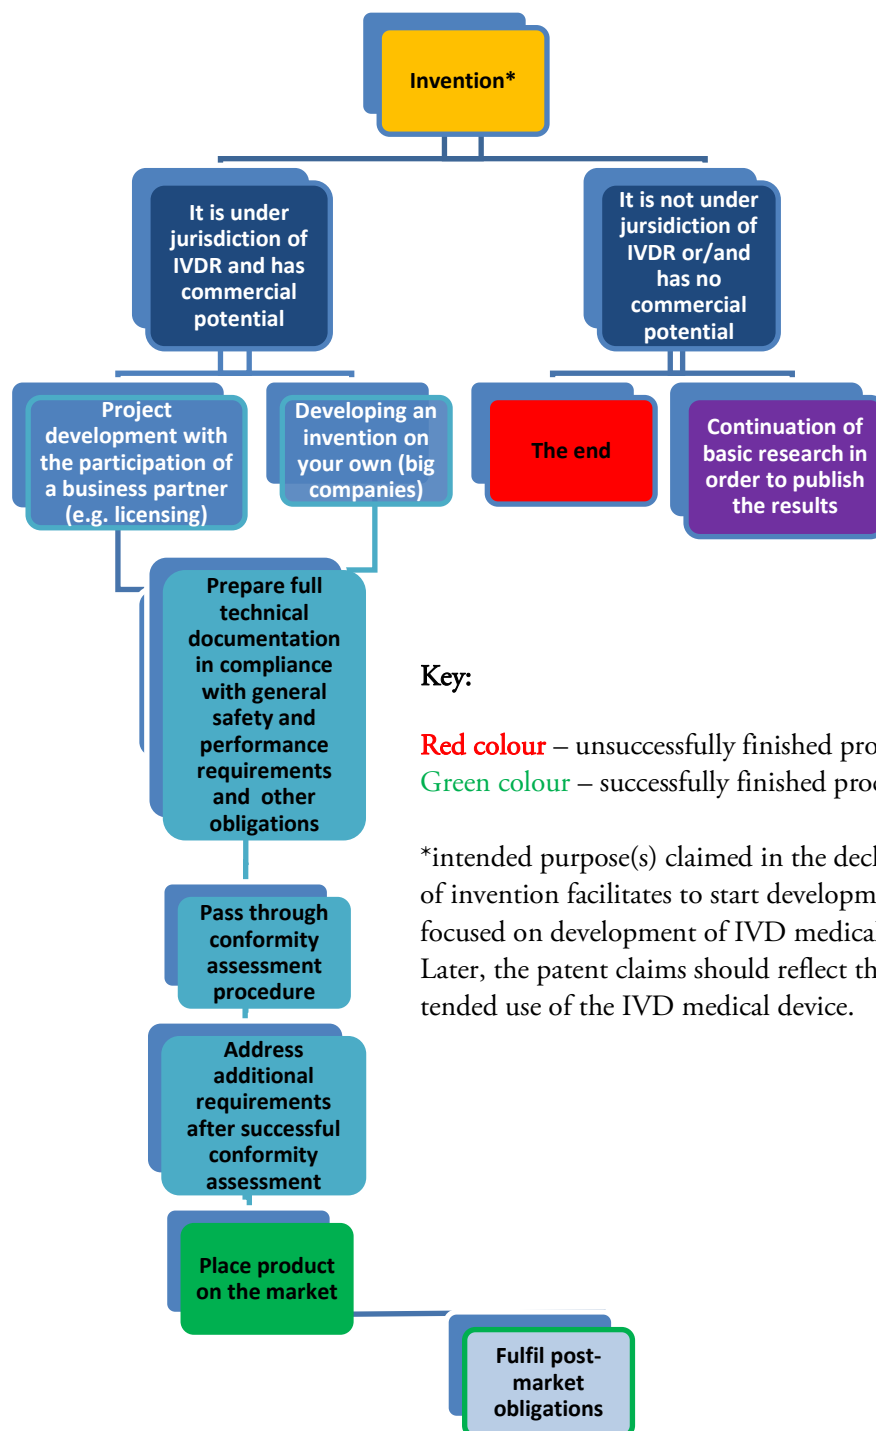 Invention*
It is under
jurisdiction of
IVDR and has
commercial
potential
It is not under
jursidiction of
IVDR or/and
has no
commercial
potential
Project
development with
the participation of
a business partner
(e.g. licensing)
Developing an
invention on
your own (big
companies)
The end
Continuation of
basic research in
order to publish
the results
Prepare full
technical
documentation
in compliance
with general
safety and
performance
requirements
and other
obligations
Key:
Red colour – unsuccessfully finished
Green colour – successfully finished
*intended purpose(s) claimed in the
of invention facilitates to start
focused on development of IVD medical
Later, the patent claims should reflect
tended use of the IVD medical device.
Pass through
conformity
assessment
procedure
Address
additional
requirements
after successful
conformity
assessment
Place product
on the market
Fulfil post-
market
obligations